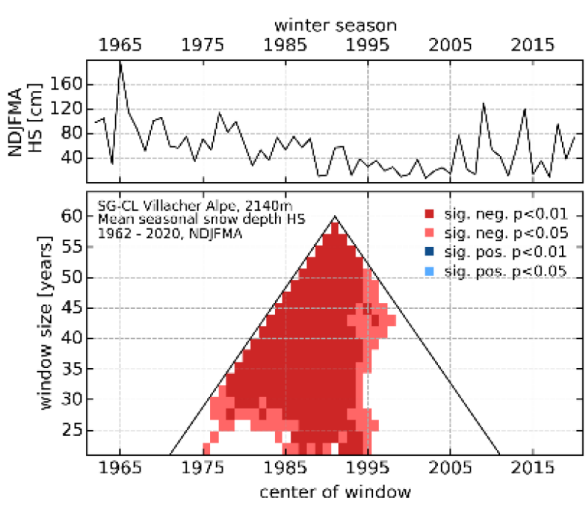 winter season
1965 1975 1985 1995 2005 2015
NDJFMA
HS [cm]
160
120
80
40
SG-CL Villacher Alpe, 2140m
Mean seasonal snow depth HS
1962 - 2020, NDJFMA
sig. neg. p<0.01
sig. neg. p<0.05
sig. pos. p<0.01
sig. pos. p<0.05
window size [years]
60
55
50
45
40
35
30
25
1965 1975 1985 1995 2005 2015
center of window